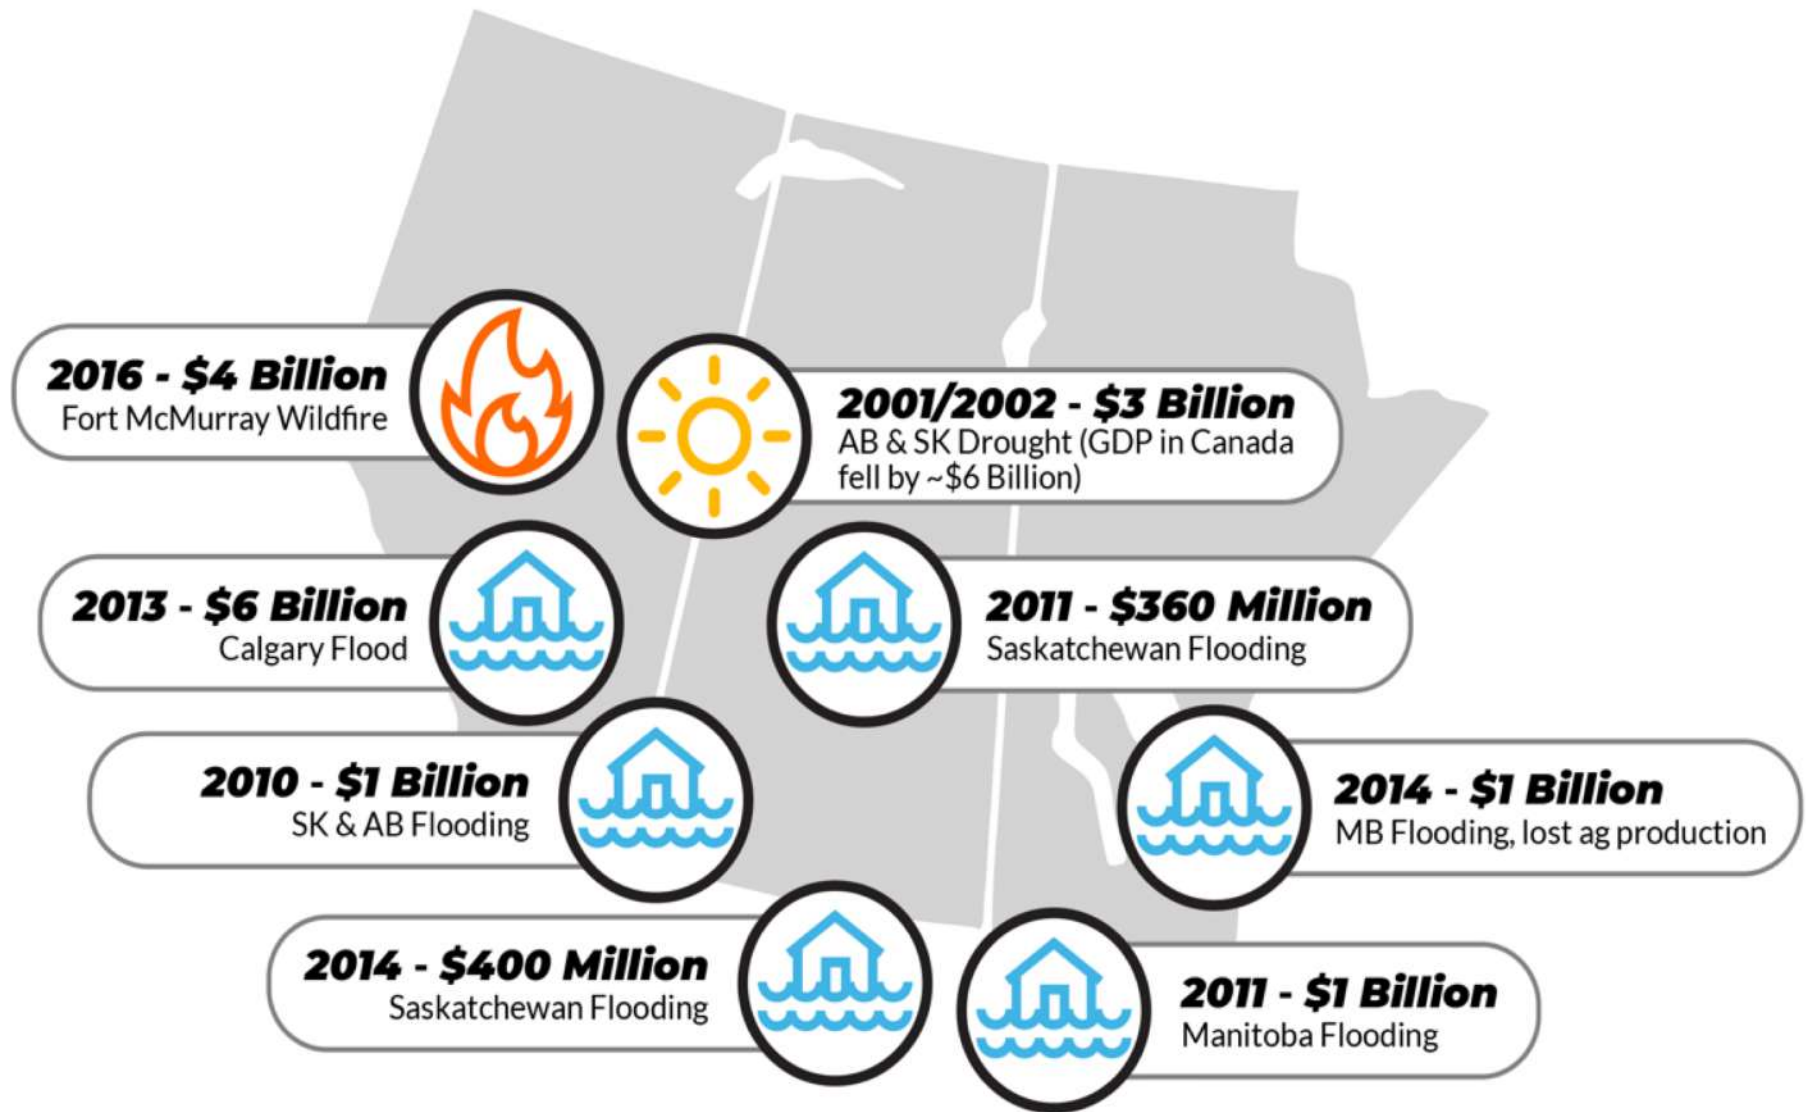 2016 - $4 Billion
Fort McMurray Wildfire
2001/2002 - $3 Billion
AB & SK Drought (GDP in Canada
fell by ~$6 Billion)
2013 - $6 Billion
Calgary Flood
2011 - $360 Million
Saskatchewan Flooding
2010 - $1 Billion
SK & AB Flooding
2014 - $1 Billion
MB Flooding, lost ag production
2014 - $400 Million
Saskatchewan Flooding
2011 - $1 Billion
Manitoba Flooding